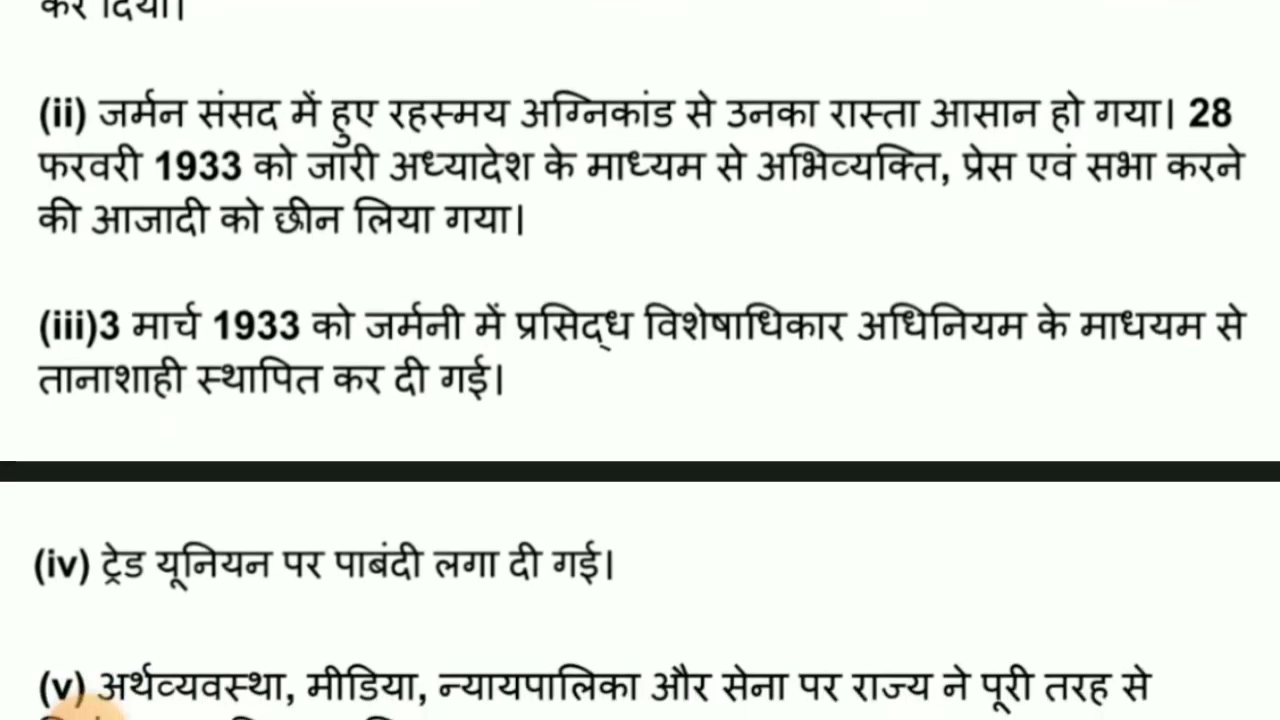 कर दिया।
(ii) जर्मन संसद में हुए रहस्मय अग्निकांड से उनका रास्ता आसान हो गया। 28
फरवरी 1933 को जारी अध्यादेश के माध्यम से अभिव्यक्ति, प्रेस एवं सभा करने
की आजादी को छीन लिया गया।
(iii)3 मार्च 1933 को जर्मनी में प्रसिद्ध विशेषाधिकार अधिनियम के माधयम से
तानाशाही स्थापित कर दी गई।
(iv) ट्रेड यूनियन पर पाबंदी लगा दी गई।
(v) अर्थव्यवस्था, मीडिया, न्यायपालिका और सेना पर राज्य ने पूरी तरह से